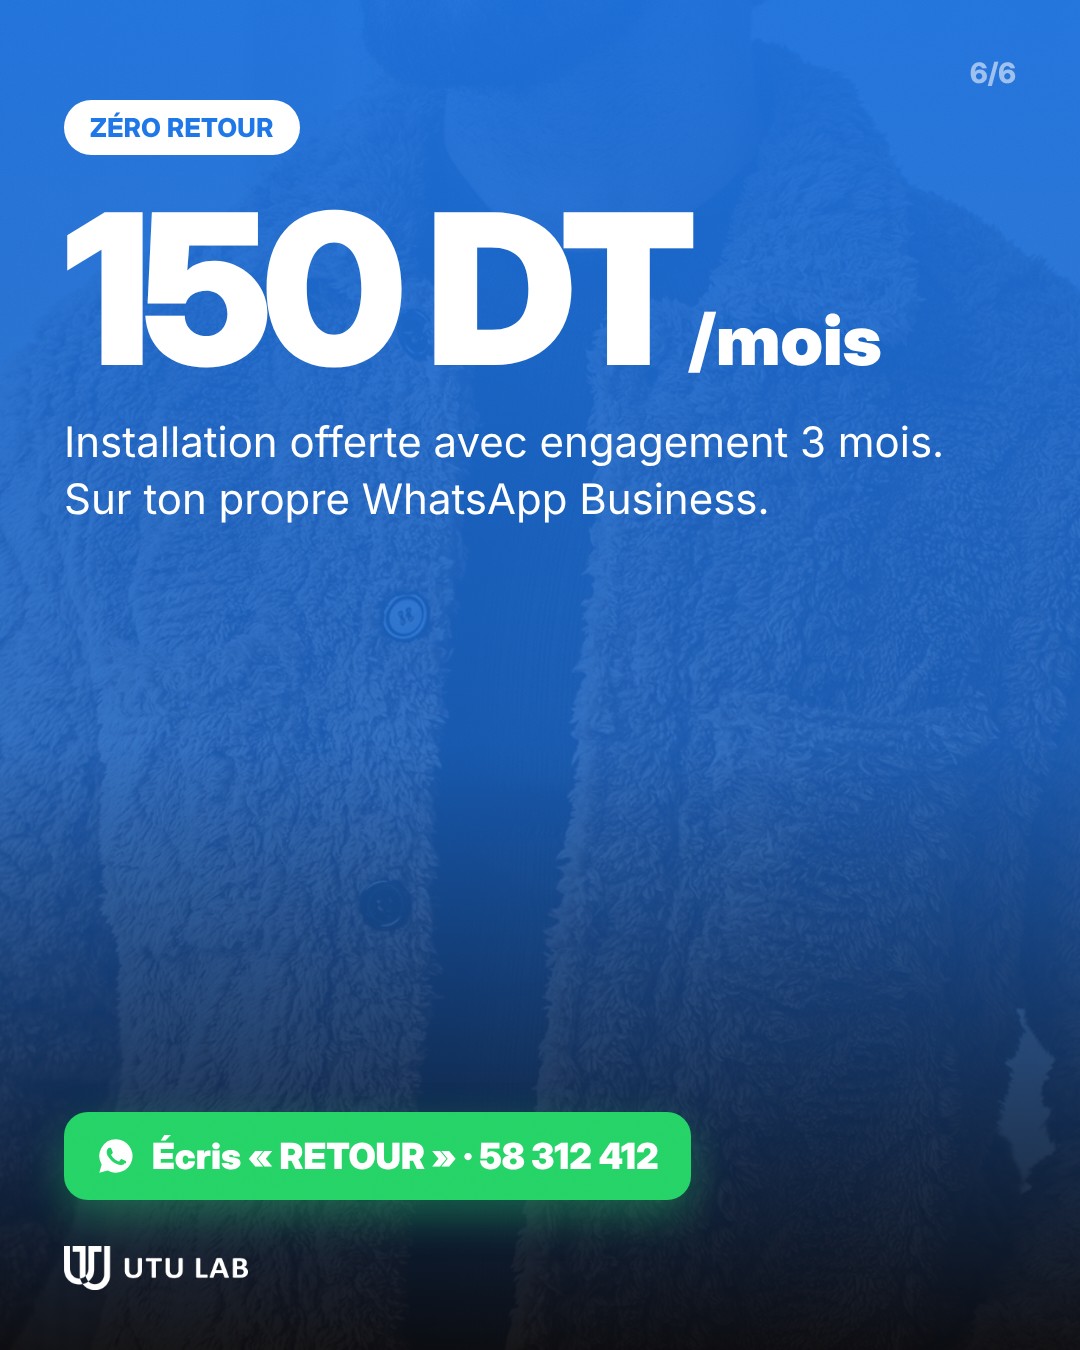 6/6
ZÉRO RETOUR
150 DT/mois
Installation offerte avec engagement 3 mois.
Sur ton propre WhatsApp Business.
Écris « RETOUR » · 58 312 412
UTU LAB